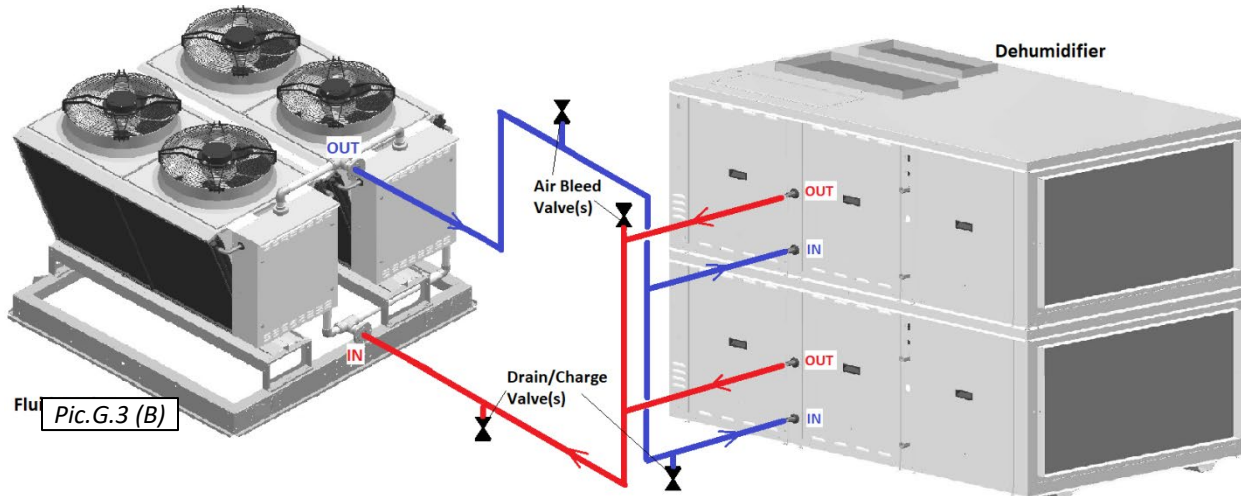 Dehumidifier
OUT
Air Bleed
Valve(s)
OUT
IN
IN
OUT
Drain/Charge
Valve(s)
IN
Pic.G.3 (B)